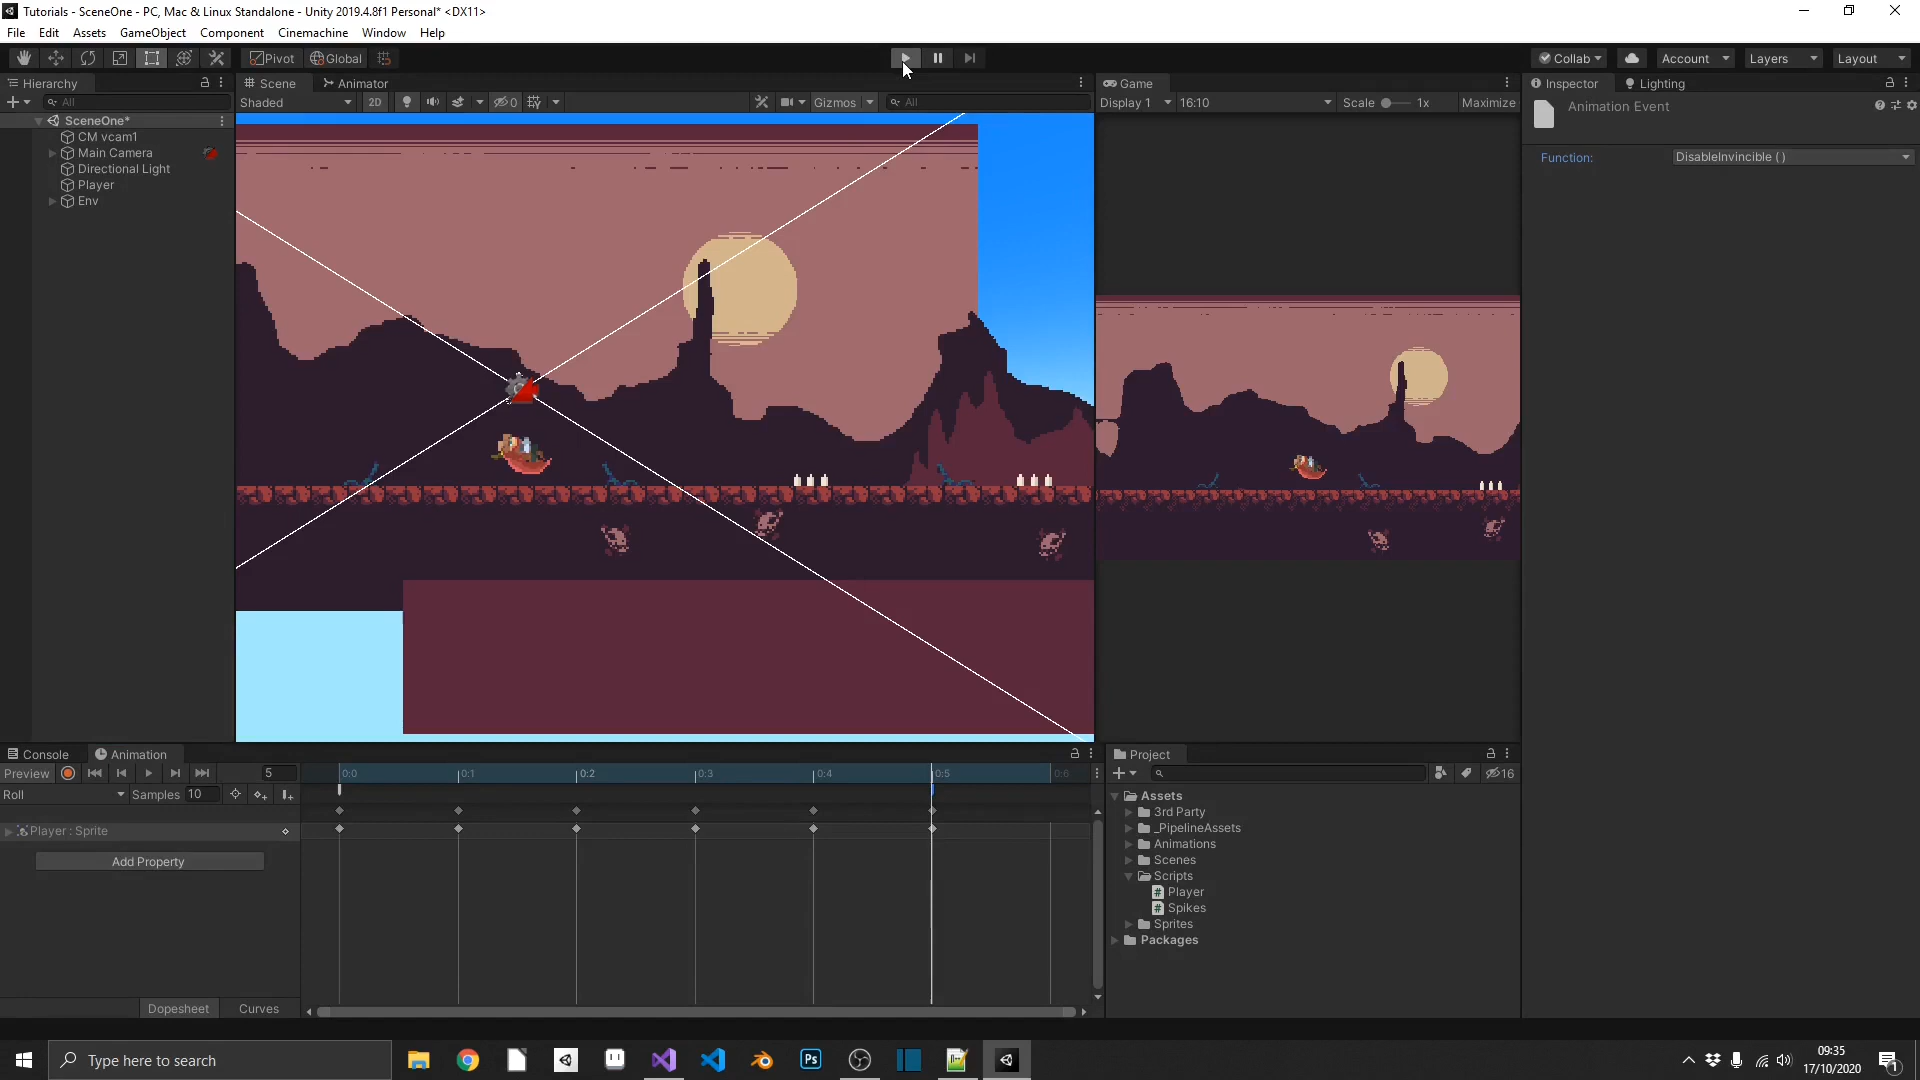 Tutorials - SceneOne - PC, Mac & Linux Standalone - Unity 2019.4.8f1 Personal* <DX11>
File Edit Assets GameObject Component Cinemachine Window Help
Pivot Global
Collab Account Layers Layout
Hierarchy
All
SceneOne*
CM vcam1
Main Camera
Directional Light
Player
Env
Scene Animator
Shaded 2D 0 Gizmos All
Game
Display 1 16:10 Scale 1x Maximize
Inspector Lighting
Animation Event
Function: DisableInvincible ( )
Console Animation
Preview 5
Roll Samples 10
0:0 0:1 0:2 0:3 0:4 0:5 0:6
Player : Sprite
Add Property
Dopesheet Curves
Project
16
Assets
3rd Party
_PipelineAssets
Animations
Scenes
Scripts
Player
Spikes
Sprites
Packages
Type here to search
Ps
09:35
17/10/2020
1